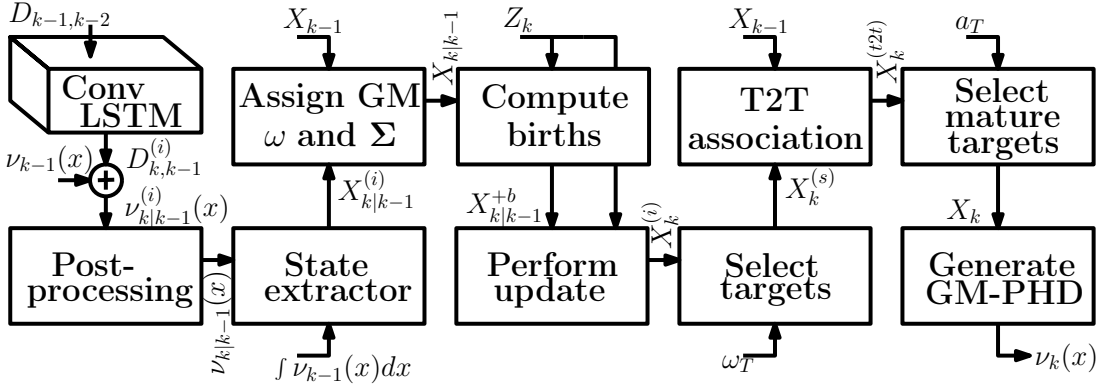 D_{k-1,k-2}
Conv
LSTM
ν_{k-1}(x)
D_{k,k-1}^{(i)}
+
ν_{k|k-1}^{(i)}(x)
Post-
processing
ν_{k|k-1}(x)
State
extractor
∫ ν_{k-1}(x)dx
X_{k|k-1}^{(i)}
X_{k-1}
Assign GM
ω and Σ
X_{k|k-1}
Z_k
Compute
births
X_{k|k-1}^{+b}
Perform
update
X_k^{(i)}
Select
targets
ω_T
X_k^{(s)}
X_{k-1}
T2T
association
X_k^{(t2t)}
a_T
Select
mature
targets
X_k
Generate
GM-PHD
ν_k(x)